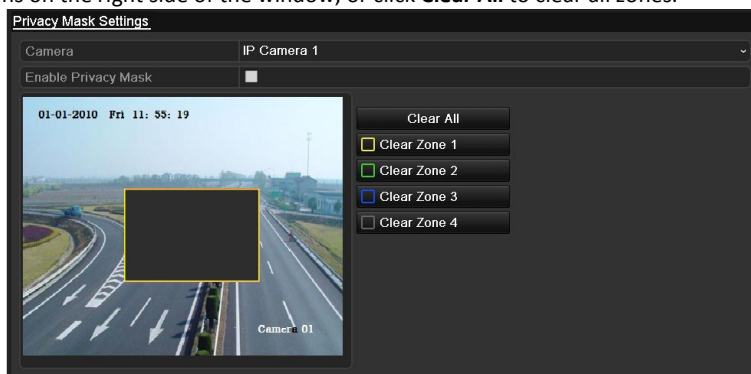 ns on the right side of the window, or click Clear All to clear all zones.
Privacy Mask Settings
Camera IP Camera 1
Enable Privacy Mask
01-01-2010 Fri 11: 55: 19
Clear All
Clear Zone 1
Clear Zone 2
Clear Zone 3
Clear Zone 4
Camera 01